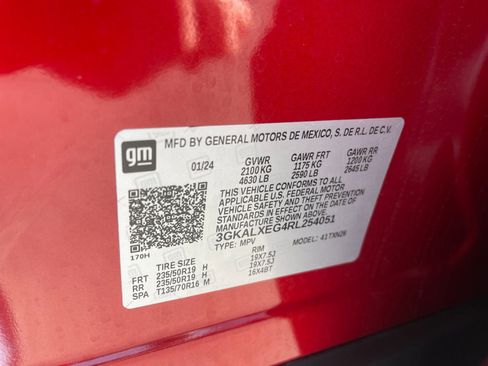 gm
MFD BY GENERAL MOTORS DE MEXICO, S. DE R.L. DE C.V.
01/24 GVWR GAWR FRT GAWR RR
2100 KG 1175 KG 1200 KG
4630 LB 2590 LB 2645 LB
THIS VEHICLE CONFORMS TO ALL APPLICABLE
U.S. FEDERAL MOTOR VEHICLE SAFETY, BUMPER, AND THEFT
PREVENTION STANDARDS IN EFFECT ON THE DATE OF
MANUFACTURE SHOWN ABOVE.
3GKALXEG4RL254051
170H TYPE: MPV MODEL: 41TXN26
TIRE SIZE RIM
FRT 235/50R19 H 19X7.5J
RR 235/50R19 H 19X7.5J
SPA T135/70R16 M 16X4BT